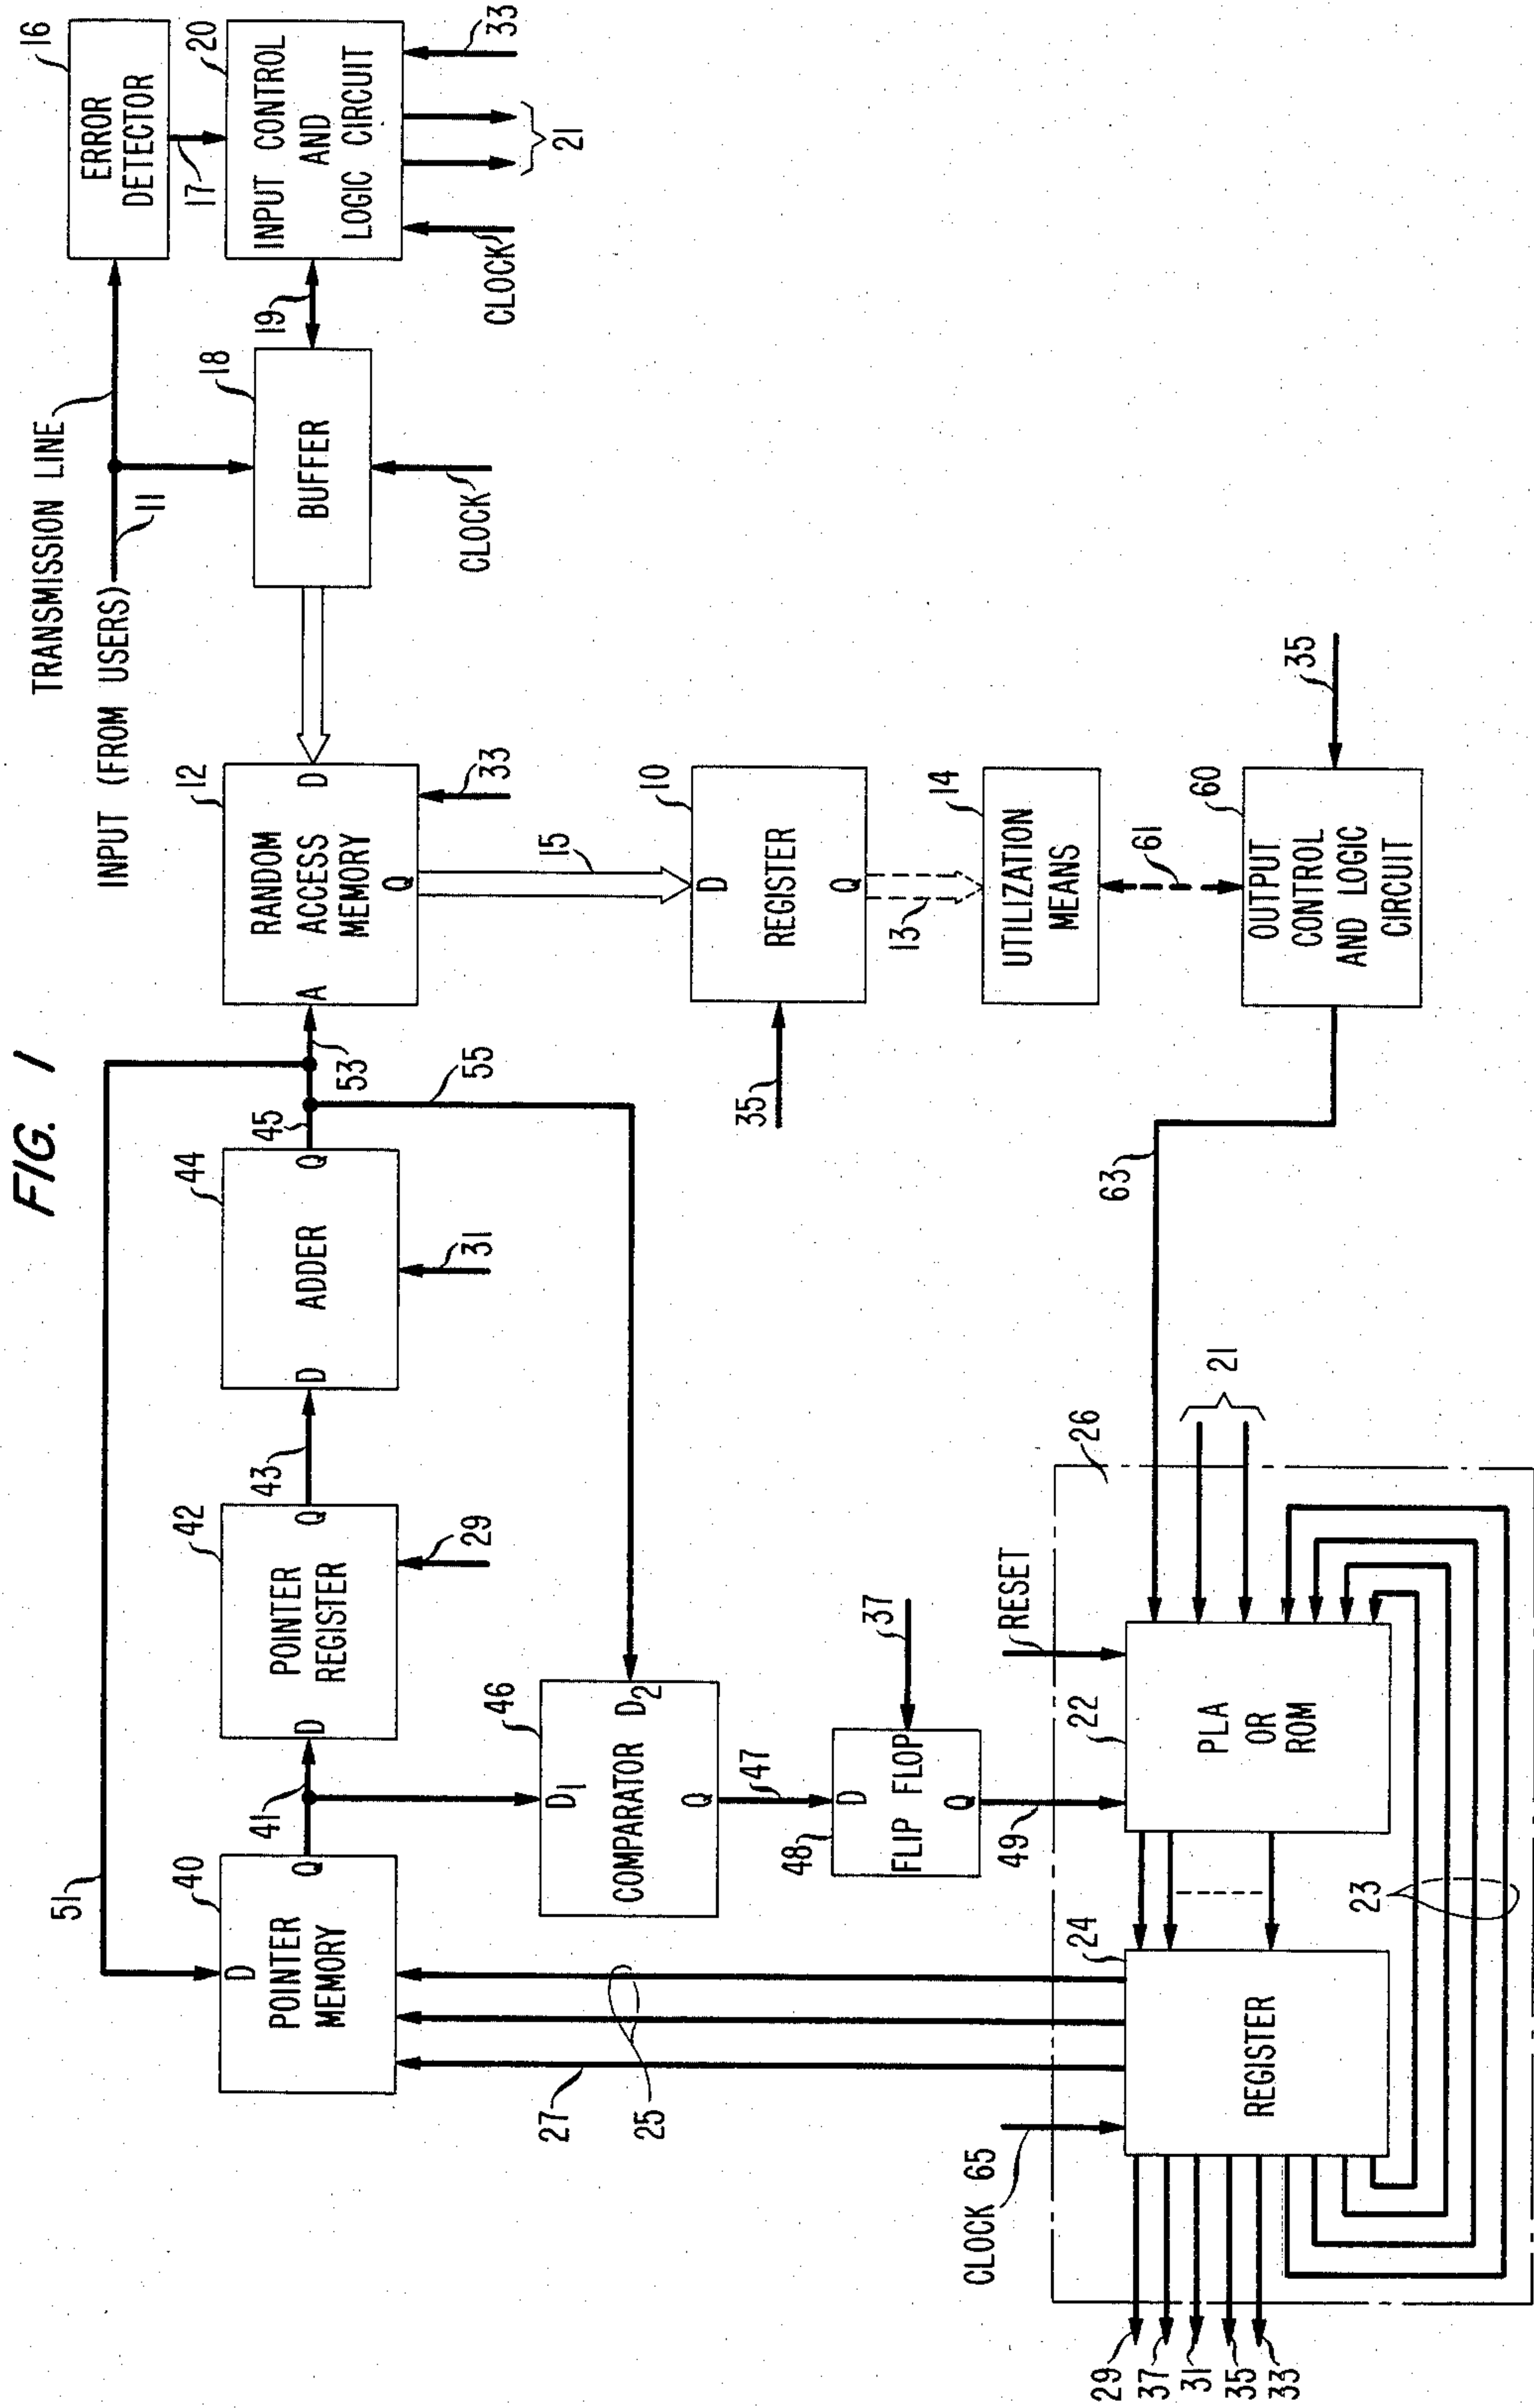 FIG. 1
TRANSMISSION LINE
INPUT (FROM USERS)
11
16
ERROR
DETECTOR
17
20
INPUT CONTROL
AND
LOGIC CIRCUIT
33
21
CLOCK
19
18
BUFFER
CLOCK
12
RANDOM
ACCESS
MEMORY
A
D
Q
33
53
15
10
D
REGISTER
Q
35
13
14
UTILIZATION
MEANS
61
60
OUTPUT
CONTROL
AND LOGIC
CIRCUIT
35
63
51
40
D
POINTER
MEMORY
Q
41
42
D
POINTER
REGISTER
Q
29
43
44
D
ADDER
Q
31
45
55
46
D1
COMPARATOR
D2
Q
47
48
D
FLIP FLOP
Q
37
49
27
25
26
RESET
22
PLA
OR
ROM
21
24
REGISTER
23
CLOCK 65
29
37
31
35
33